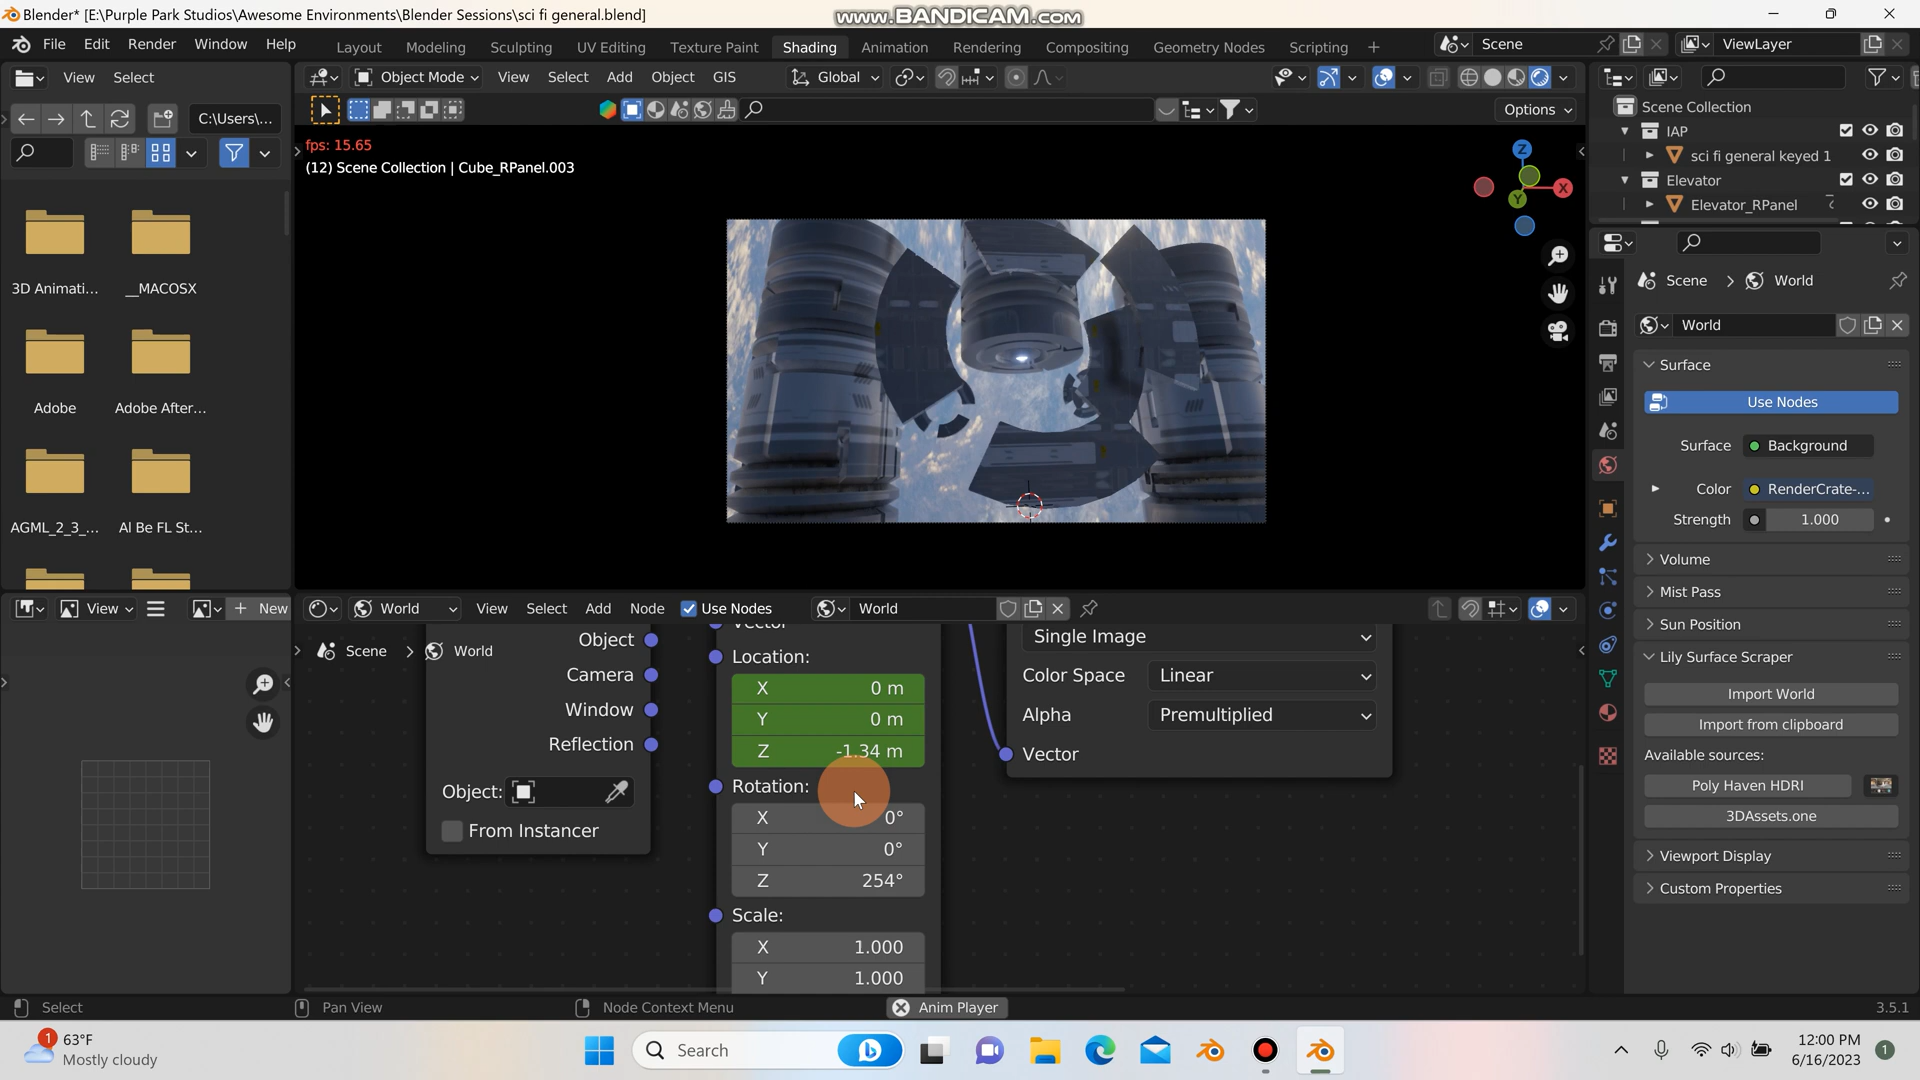 Blender* [E:\Purple Park Studios\Awesome Environments\Blender Sessions\sci fi general.blend]
www.BANDICAM.com
File Edit Render Window Help
Layout Modeling Sculpting UV Editing Texture Paint Shading Animation Rendering Compositing Geometry Nodes Scripting +
Scene
ViewLayer
View Select
Object Mode View Select Add Object GIS
Global
C:\Users\...
Options
fps: 15.65
(12) Scene Collection | Cube_RPanel.003
Z
X
Y
Scene Collection
IAP
sci fi general keyed 1
Elevator
Elevator_RPanel
3D Animati...
__MACOSX
Adobe
Adobe After...
AGML_2_3_...
Al Be FL St...
Scene > World
World
Surface
Use Nodes
Surface Background
Color RenderCrate-...
Strength 1.000
Volume
Mist Pass
Sun Position
Lily Surface Scraper
Import World
Import from clipboard
Available sources:
Poly Haven HDRI
3DAssets.one
Viewport Display
Custom Properties
View
+ New
World View Select Add Node Use Nodes World
Scene > World
Object
Camera
Window
Reflection
Object:
From Instancer
Vector
Location:
X 0 m
Y 0 m
Z -1.34 m
Rotation:
X 0°
Y 0°
Z 254°
Scale:
X 1.000
Y 1.000
Single Image
Color Space Linear
Alpha Premultiplied
Vector
Select
Pan View
Node Context Menu
Anim Player
3.5.1
1
63°F
Mostly cloudy
Search
12:00 PM
6/16/2023
1